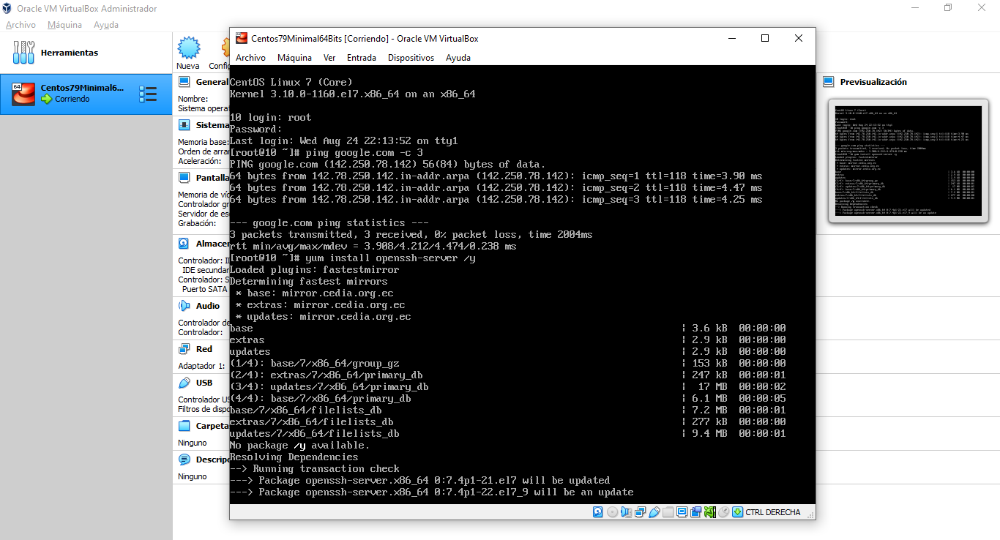 Oracle VM VirtualBox Administrador
Archivo Máquina Ayuda
Herramientas
64
Centos79Minimal6...
Corriendo
Nueva
Config
General
Nombre:
Sistema operat
Sistema
Memoria base:
Orden de arran
Aceleración:
Pantalla
Memoria de víd
Controlador gr
Servidor de es
Grabación:
Almacen
Controlador: I
IDE secundar
Controlador: S
Puerto SATA
Audio
Controlador de
Controlador:
Red
Adaptador 1:
USB
Controlador US
Filtros de dispo
Carpeta
Ninguno
Descripc
Ninguno
Centos79Minimal64Bits [Corriendo] - Oracle VM VirtualBox
Archivo Máquina Ver Entrada Dispositivos Ayuda
CentOS Linux 7 (Core)
Kernel 3.10.0-1160.el7.x86_64 on an x86_64
10 login: root
Password:
Last login: Wed Aug 24 22:13:52 on tty1
[root@10 ~]# ping google.com -c 3
PING google.com (142.250.78.142) 56(84) bytes of data.
64 bytes from 142.78.250.142.in-addr.arpa (142.250.78.142): icmp_seq=1 ttl=118 time=3.90 ms
64 bytes from 142.78.250.142.in-addr.arpa (142.250.78.142): icmp_seq=2 ttl=118 time=4.47 ms
64 bytes from 142.78.250.142.in-addr.arpa (142.250.78.142): icmp_seq=3 ttl=118 time=4.25 ms
--- google.com ping statistics ---
3 packets transmitted, 3 received, 0% packet loss, time 2004ms
rtt min/avg/max/mdev = 3.908/4.212/4.474/0.238 ms
[root@10 ~]# yum install openssh-server /y
Loaded plugins: fastestmirror
Determining fastest mirrors
* base: mirror.cedia.org.ec
* extras: mirror.cedia.org.ec
* updates: mirror.cedia.org.ec
base | 3.6 kB 00:00:00
extras | 2.9 kB 00:00:00
updates | 2.9 kB 00:00:00
(1/4): base/7/x86_64/group_gz | 153 kB 00:00:00
(2/4): extras/7/x86_64/primary_db | 247 kB 00:00:01
(3/4): updates/7/x86_64/primary_db | 17 MB 00:00:02
(4/4): base/7/x86_64/primary_db | 6.1 MB 00:00:05
base/7/x86_64/filelists_db | 7.2 MB 00:00:01
extras/7/x86_64/filelists_db | 277 kB 00:00:00
updates/7/x86_64/filelists_db | 9.4 MB 00:00:01
No package /y available.
Resolving Dependencies
--> Running transaction check
---> Package openssh-server.x86_64 0:7.4p1-21.el7 will be updated
---> Package openssh-server.x86_64 0:7.4p1-22.el7_9 will be an update
CTRL DERECHA
Previsualización